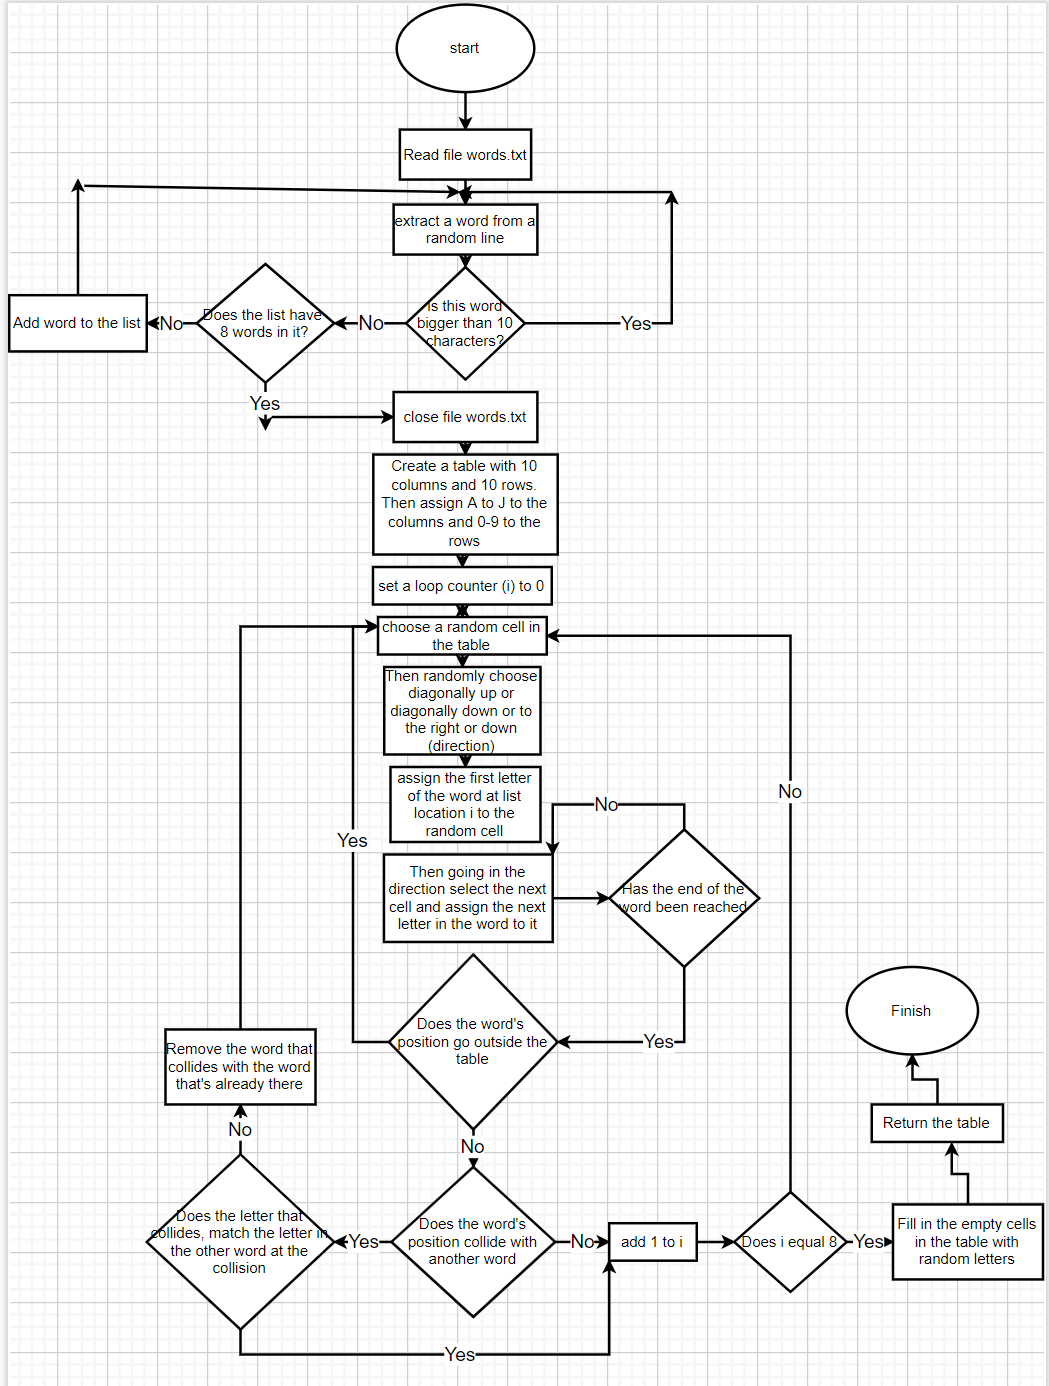 start
Read file words.txt
extract a word from a
random line
Is this word
bigger than 10
characters?
Yes
No
Does the list have
8 words in it?
No
Add word to the list
Yes
close file words.txt
Create a table with 10
columns and 10 rows.
Then assign A to J to the
columns and 0-9 to the
rows
set a loop counter (i) to 0
choose a random cell in
the table
Then randomly choose
diagonally up or
diagonally down or to
the right or down
(direction)
assign the first letter
of the word at list
location i to the
random cell
Then going in the
direction select the next
cell and assign the next
letter in the word to it
No
Has the end of the
word been reached
Yes
Does the word's
position go outside the
table
Yes
No
Does the word's
position collide with
another word
Yes
Does the letter that
collides, match the letter in
the other word at the
collision
No
Remove the word that
collides with the word
that's already there
Yes
No
add 1 to i
Does i equal 8
No
Yes
Fill in the empty cells
in the table with
random letters
Return the table
Finish